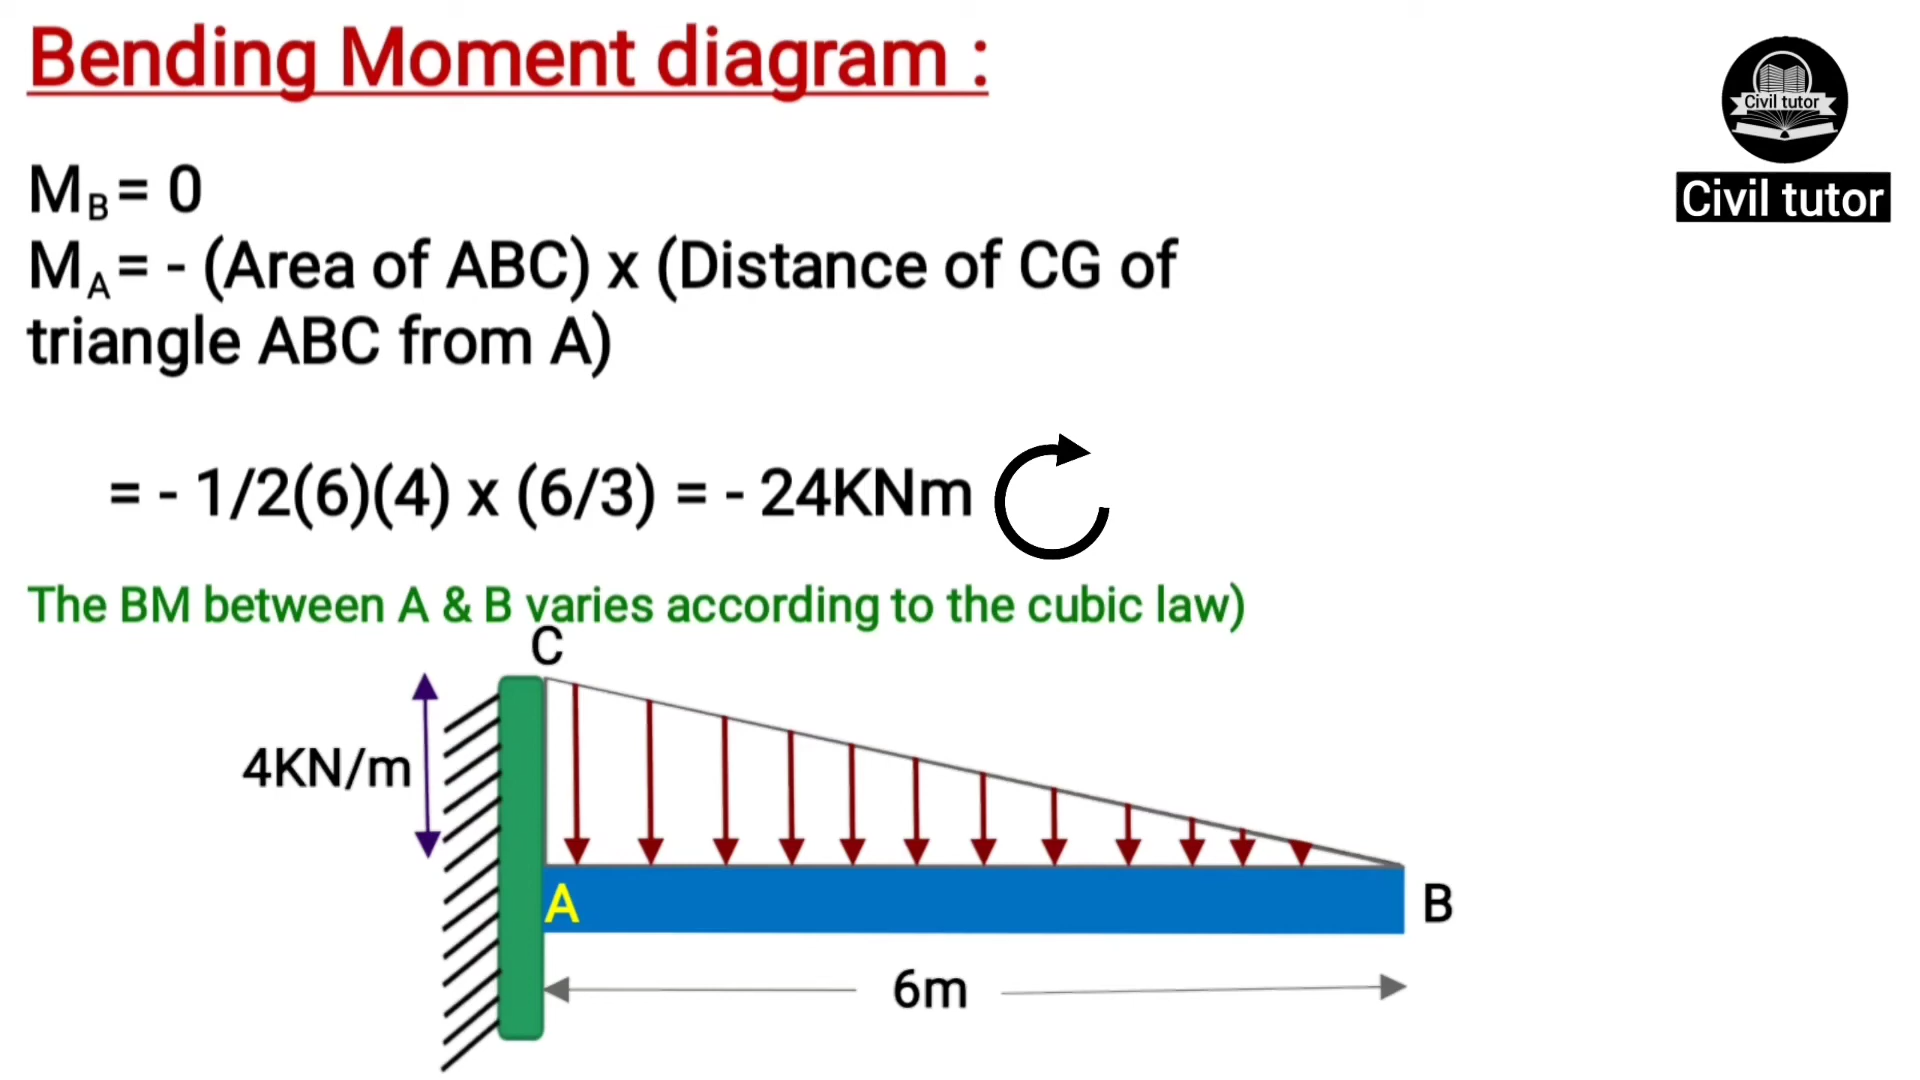 Bending Moment diagram :
Civil tutor
Civil tutor
M_B = 0
M_A = - (Area of ABC) x (Distance of CG of
triangle ABC from A)
= - 1/2(6)(4) x (6/3) = - 24KNm
The BM between A & B varies according to the cubic law)
C
4KN/m
A
B
6m